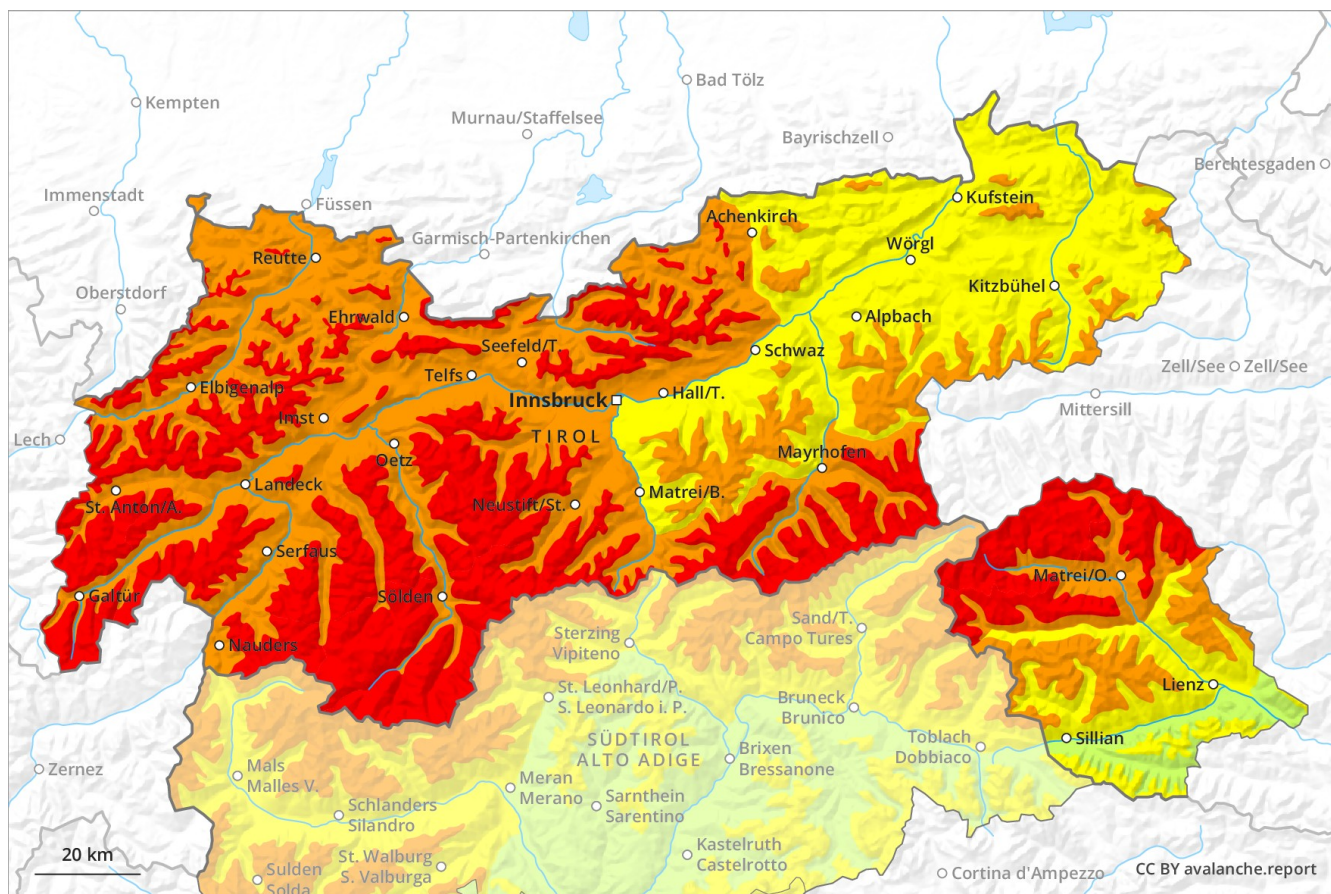 Bad Tölz
Kempten
Murnau/Staffelsee
Bayrischzell
Berchtesgaden
Immenstadt
Füssen
Kufstein
Achenkirch
Garmisch-Partenkirchen
Wörgl
Reutte
Kitzbühel
Oberstdorf
Ehrwald
Alpbach
Seefeld/T.
Schwaz
Zell/See
Zell/See
Telfs
Elbigenalp
Hall/T.
Mittersill
Innsbruck
Imst
Lech
TIROL
Oetz
Mayrhofen
Landeck
Matrei/B.
St. Anton/A.
Neustift/St.
Serfaus
Matrei/O.
Galtür
Sölden
Sand/T.
Campo Tures
Sterzing
Vipiteno
Nauders
Lienz
St. Leonhard/P.
S. Leonardo i. P.
Bruneck
Brunico
SÜDTIROL
ALTO ADIGE
Sillian
Toblach
Dobbiaco
Brixen
Bressanone
Zernez
Mals
Malles V.
Meran
Merano
Sarnthein
Sarentino
Schlanders
Silandro
Kastelruth
Castelrotto
20 km
St. Walburg
S. Valburga
CC BY avalanche.report
Cortina d'Ampezzo
Sulden
Solda